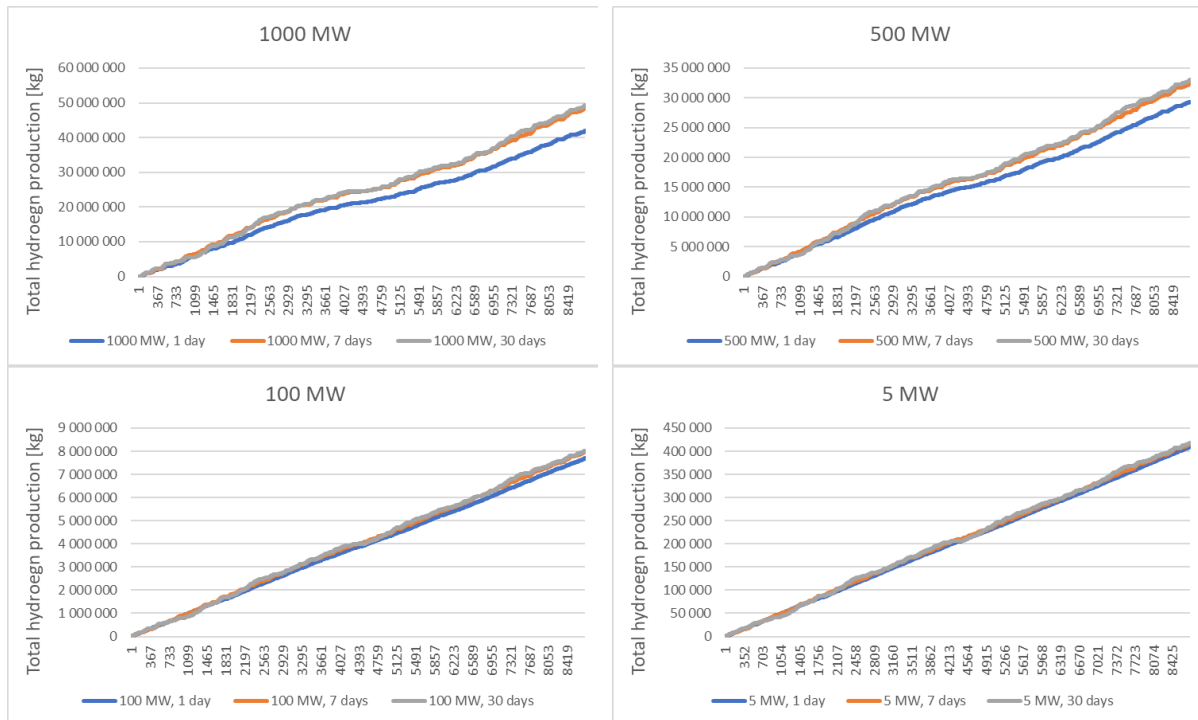 1000 MW
Total hydroegn production [kg]
60 000 000
50 000 000
40 000 000
30 000 000
20 000 000
10 000 000
0
1 367 733 1099 1465 1831 2197 2563 2929 3295 3661 4027 4393 4759 5125 5491 5857 6223 6589 6955 7321 7687 8053 8419
1000 MW, 1 day 1000 MW, 7 days 1000 MW, 30 days
500 MW
Total hydroegn production [kg]
35 000 000
30 000 000
25 000 000
20 000 000
15 000 000
10 000 000
5 000 000
0
1 367 733 1099 1465 1831 2197 2563 2929 3295 3661 4027 4393 4759 5125 5491 5857 6223 6589 6955 7321 7687 8053 8419
500 MW, 1 day 500 MW, 7 days 500 MW, 30 days
100 MW
Total hydroegn production [kg]
9 000 000
8 000 000
7 000 000
6 000 000
5 000 000
4 000 000
3 000 000
2 000 000
1 000 000
0
1 367 733 1099 1465 1831 2197 2563 2929 3295 3661 4027 4393 4759 5125 5491 5857 6223 6589 6955 7321 7687 8053 8419
100 MW, 1 day 100 MW, 7 days 100 MW, 30 days
5 MW
Total hydroegn production [kg]
450 000
400 000
350 000
300 000
250 000
200 000
150 000
100 000
50 000
0
1 352 703 1054 1405 1756 2107 2458 2809 3160 3511 3862 4213 4564 4915 5266 5617 5968 6319 6670 7021 7372 7723 8074 8425
5 MW, 1 day 5 MW, 7 days 5 MW, 30 days